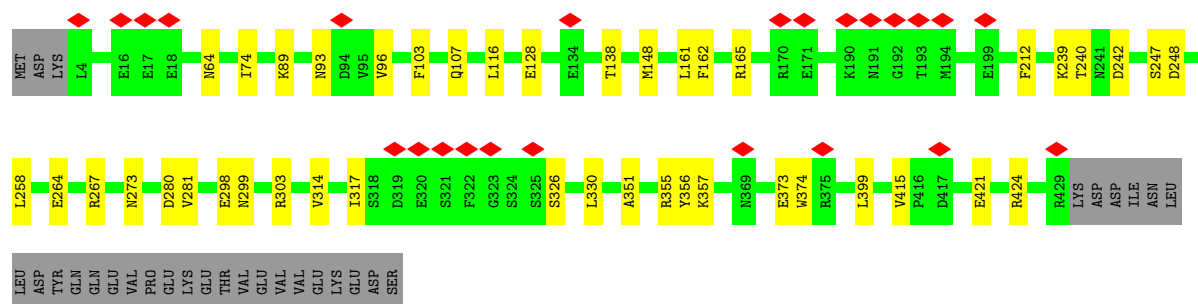 MET ASP LYS L4 E16 E17 E18 N64 I74 K89 N93 D94 V95 V96 F103 Q107 L116 E128 E134 T138 M148 L161 F162 R165 R170 E171 K190 N191 G192 T193 M194 E199 F212 K239 T240 N241 D242 S247 D248
L258 E264 R267 N273 D280 V281 E298 N299 R303 V314 I317 S318 D319 E320 S321 F322 G323 S324 S325 S326 L330 A351 R355 Y356 K357 N369 E373 W374 R375 L399 V415 P416 D417 E421 R424 R429 LYS ASP ASP ILE ASN LEU
LEU ASP TYR GLN GLN GLU VAL PRO GLU LYS GLU THR VAL GLU VAL VAL GLU LYS GLU ASP SER